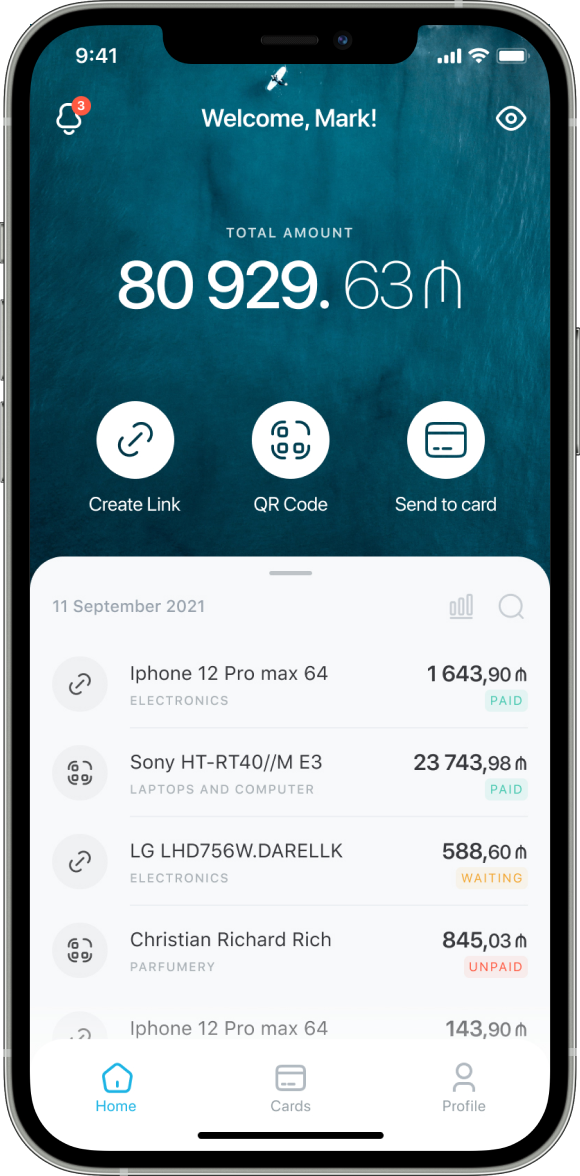 9:41
3
Welcome, Mark!
TOTAL AMOUNT
80 929. 63 ₼
Create Link
QR Code
Send to card
11 September 2021
Iphone 12 Pro max 64
1 643,90 ₼
ELECTRONICS
PAID
Sony HT-RT40//M E3
23 743,98 ₼
LAPTOPS AND COMPUTER
PAID
LG LHD756W.DARELLK
588,60 ₼
ELECTRONICS
WAITING
Christian Richard Rich
845,03 ₼
PARFUMERY
UNPAID
Iphone 12 Pro max 64
143,90 ₼
Home
Cards
Profile